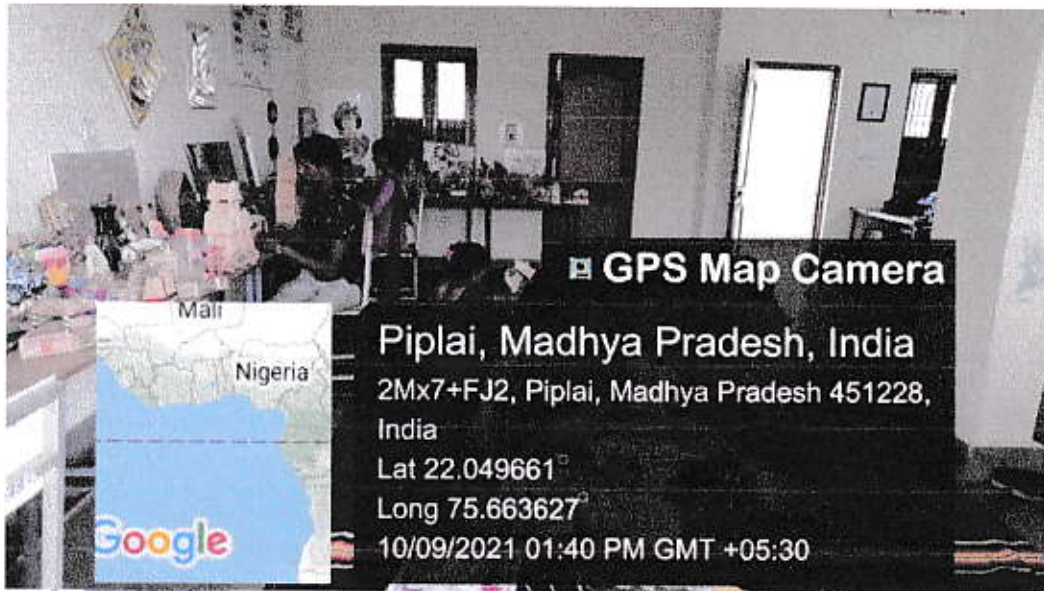 GPS Map Camera
Mali
Nigeria
Google
Piplai, Madhya Pradesh, India
2Mx7+FJ2, Piplai, Madhya Pradesh 451228,
India
Lat 22.049661°
Long 75.663627°
10/09/2021 01:40 PM GMT +05:30